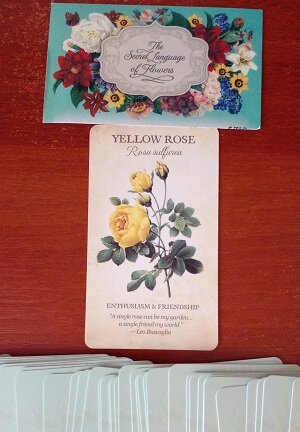 The
Secret Language
of Flowers
YELLOW ROSE
Rosa sulfurea
ENTHUSIASM & FRIENDSHIP
"A single rose can be my garden...
a single friend my world."
— Leo Buscaglia